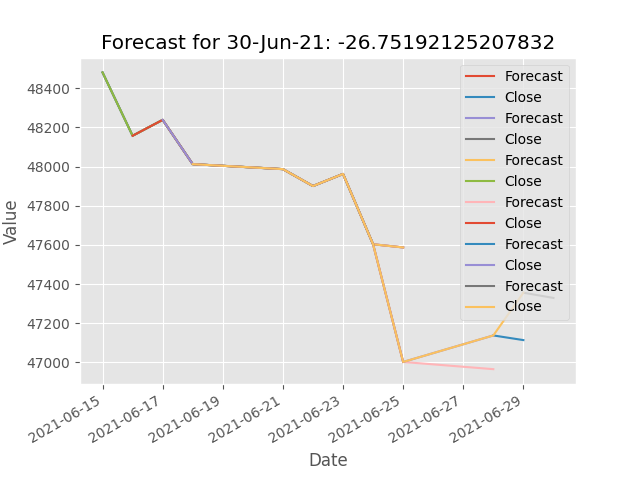 Forecast for 30-Jun-21: -26.75192125207832
Forecast
Close
Forecast
Close
Forecast
Close
Forecast
Close
Forecast
Close
Forecast
Close
48400
48200
48000
47800
47600
47400
47200
47000
Value
2021-06-15
2021-06-17
2021-06-19
2021-06-21
2021-06-23
2021-06-25
2021-06-27
2021-06-29
Date